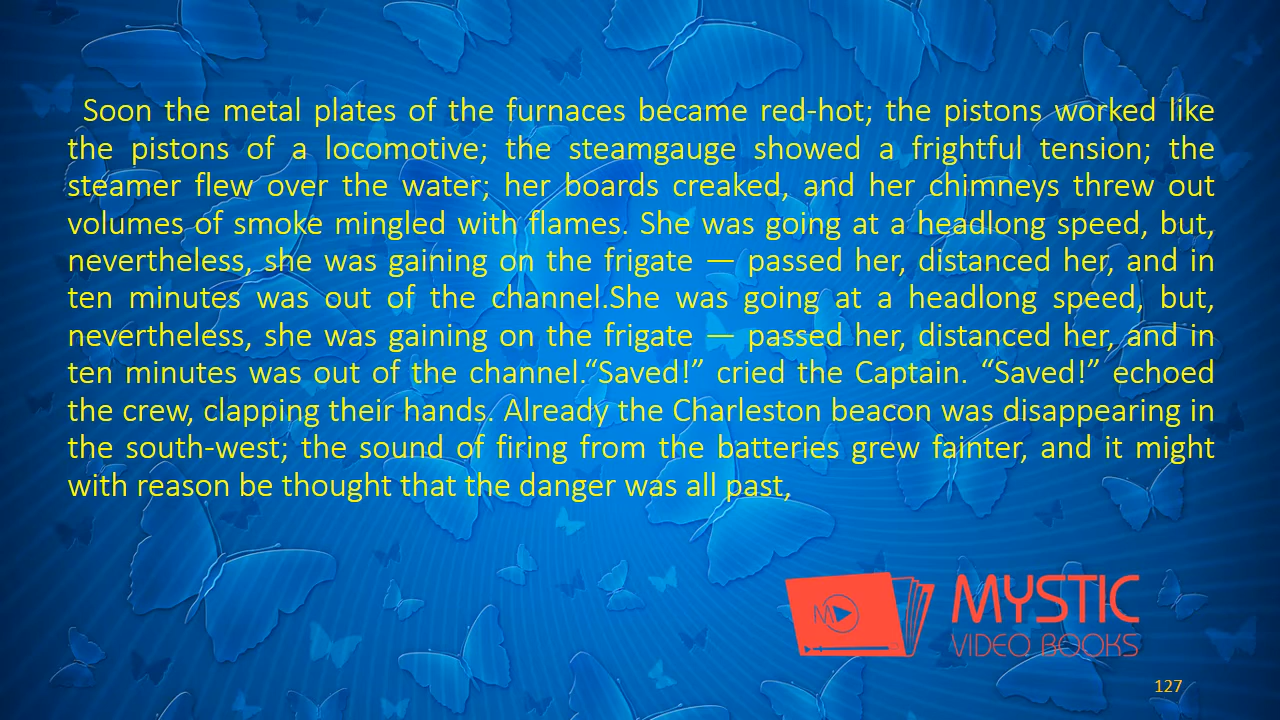 Soon the metal plates of the furnaces became red-hot; the pistons worked like
the pistons of a locomotive; the steamgauge showed a frightful tension; the
steamer flew over the water; her boards creaked, and her chimneys threw out
volumes of smoke mingled with flames. She was going at a headlong speed, but,
nevertheless, she was gaining on the frigate — passed her, distanced her, and in
ten minutes was out of the channel.She was going at a headlong speed, but,
nevertheless, she was gaining on the frigate — passed her, distanced her, and in
ten minutes was out of the channel.“Saved!” cried the Captain. “Saved!” echoed
the crew, clapping their hands. Already the Charleston beacon was disappearing in
the south-west; the sound of firing from the batteries grew fainter, and it might
with reason be thought that the danger was all past,
M
MYSTIC
VIDEO BOOKS
127